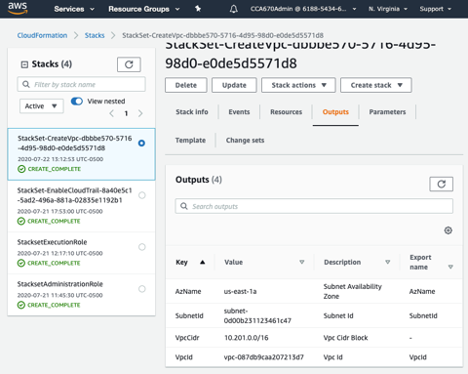 aws
Services
Resource Groups
CCA670Admin @ 6188-5434-6...
N. Virginia
Support
CloudFormation > Stacks > StackSet-CreateVpc-dbbbe570-5716-4d95-98d0-e0de5d5571d8
StackSet-CreateVpc-dbbbe570-5716-4d95-
98d0-e0de5d5571d8
Stacks (4)
Filter by stack name
Active
View nested
< 1 >
StackSet-CreateVpc-dbbbe570-5716
-4d95-98d0-e0de5d5571d8
2020-07-22 13:12:53 UTC-0500
CREATE_COMPLETE
StackSet-EnableCloudTrail-8a40e5c1
-5ad2-496a-881a-02835e1192b1
2020-07-21 17:53:00 UTC-0500
CREATE_COMPLETE
StacksetExecutionRole
2020-07-21 12:17:10 UTC-0500
CREATE_COMPLETE
StacksetAdministrationRole
2020-07-21 11:45:30 UTC-0500
CREATE_COMPLETE
Delete
Update
Stack actions
Create stack
Stack info
Events
Resources
Outputs
Parameters
Template
Change sets
Outputs (4)
Search outputs
Key
Value
Description
Export
name
AzName
us-east-1a
Subnet Availability
Zone
AzName
SubnetId
subnet-
0d00b231123461c47
Subnet Id
SubnetId
VpcCidr
10.201.0.0/16
Vpc Cidr Block
-
VpcId
vpc-087db9caa207213d7
Vpc Id
VpcId